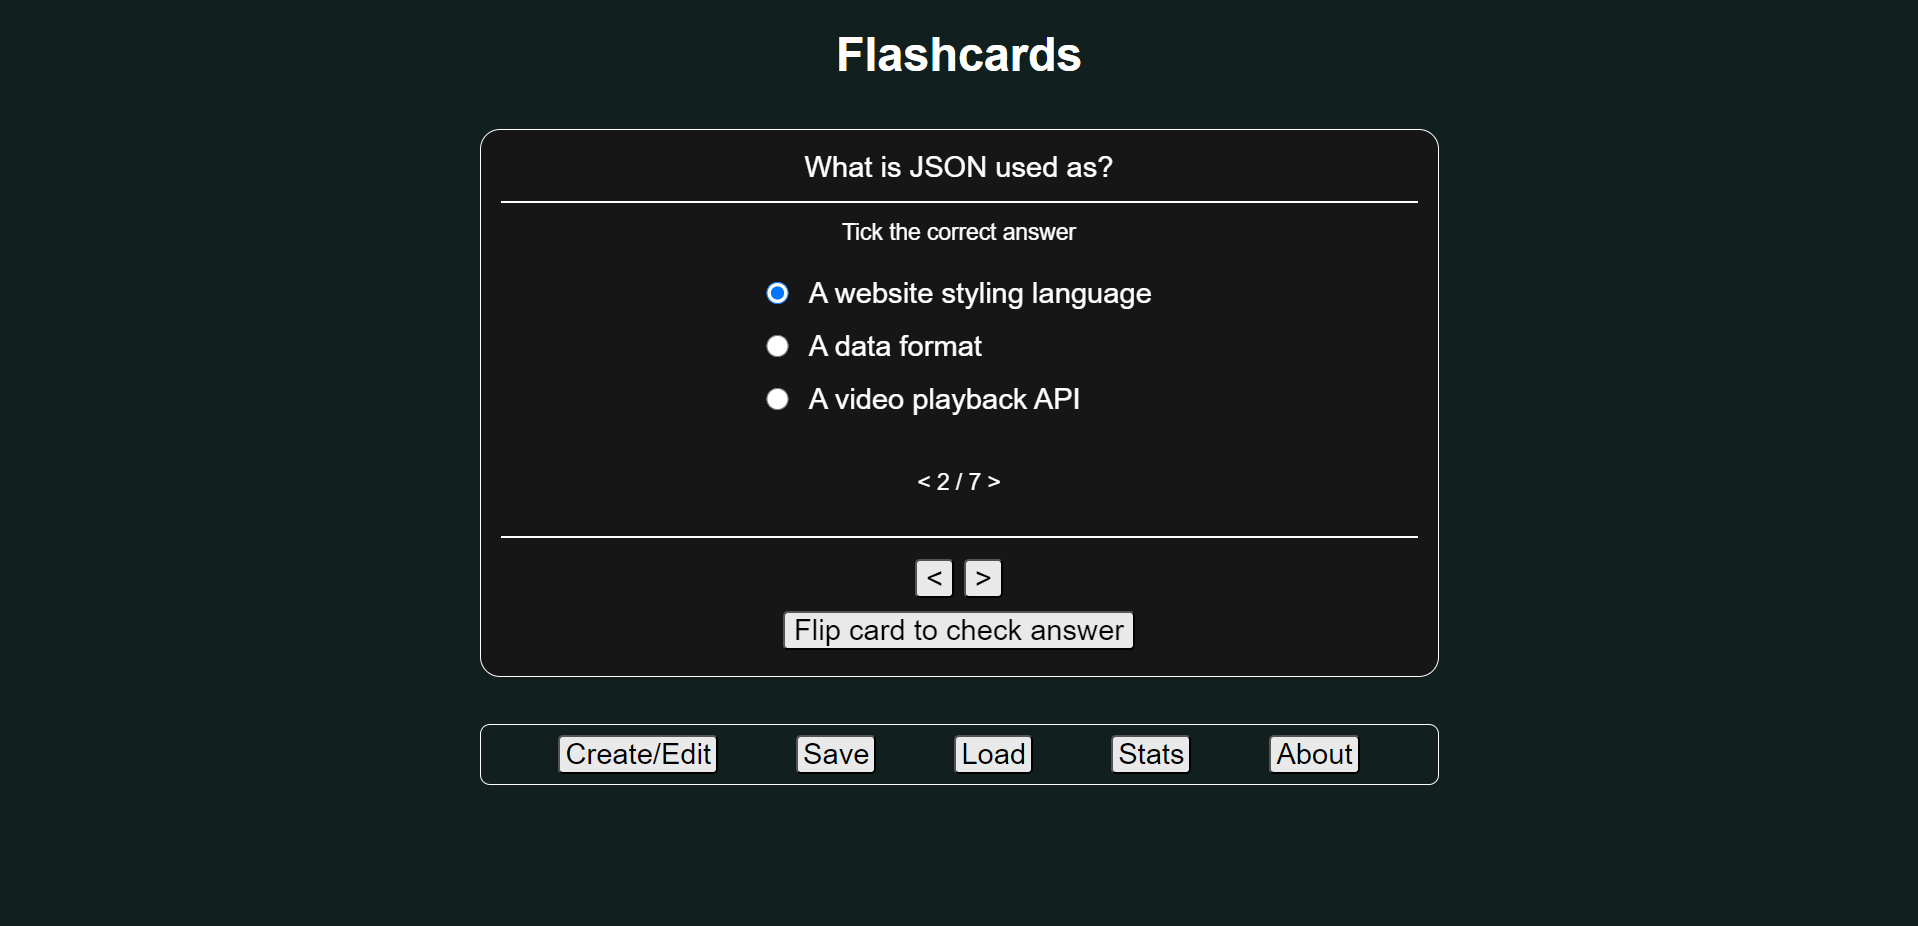 Flashcards
What is JSON used as?
Tick the correct answer
A website styling language
A data format
A video playback API
< 2 / 7 >
< >
Flip card to check answer
Create/Edit Save Load Stats About